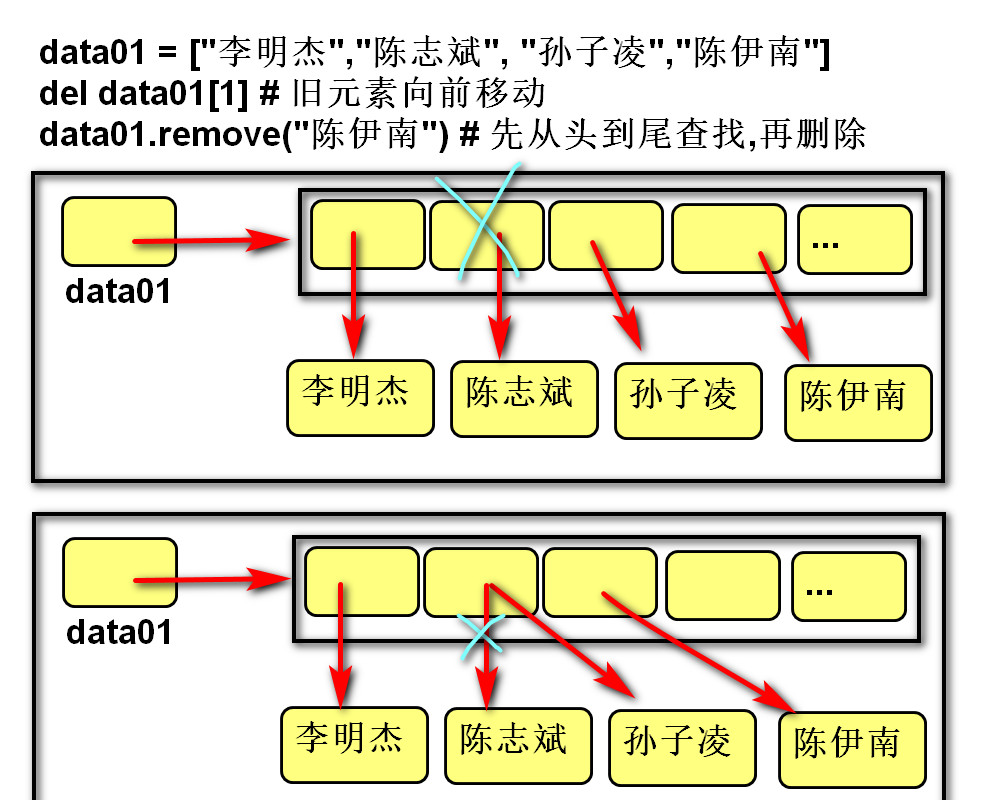 data01 = ["李明杰","陈志斌", "孙子凌","陈伊南"]
del data01[1] # 旧元素向前移动
data01.remove("陈伊南") # 先从头到尾查找,再删除
...
data01
李明杰 陈志斌 孙子凌 陈伊南
...
data01
李明杰 陈志斌 孙子凌 陈伊南